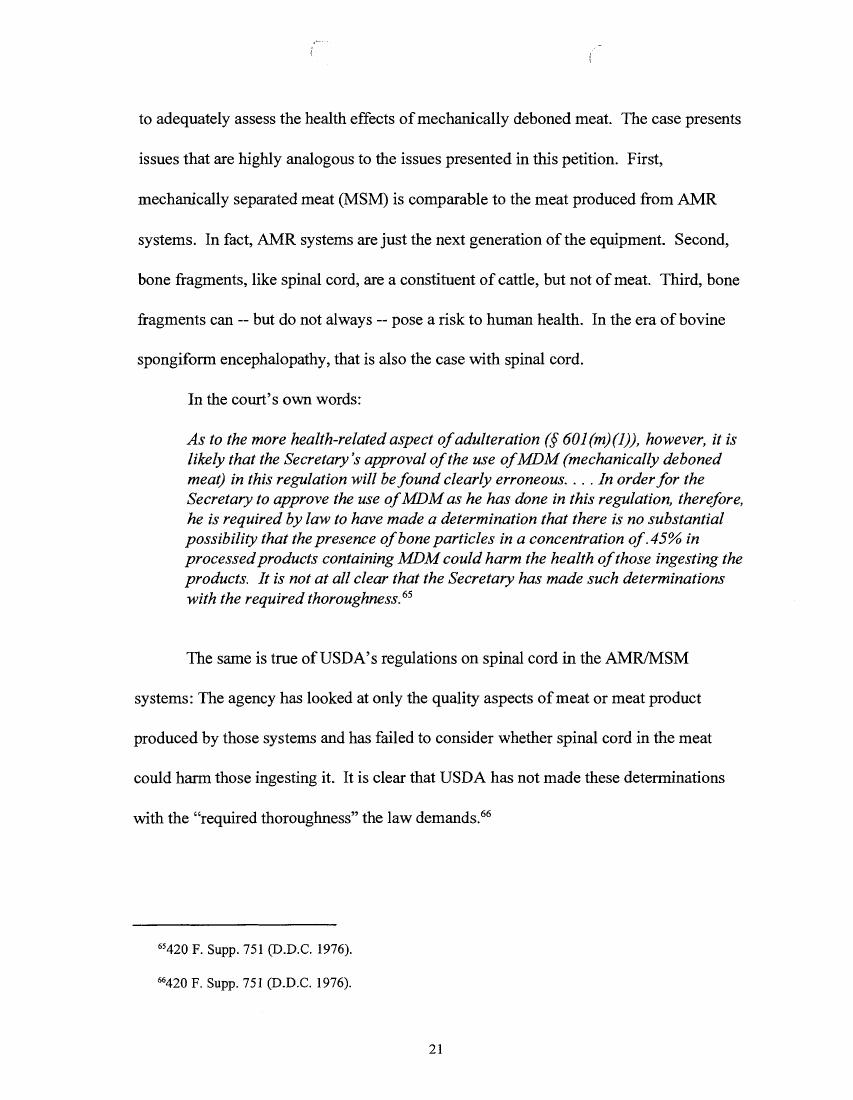 to adequately assess the health effects of mechanically deboned meat. The case presents
issues that are highly analogous to the issues presented in this petition. First,
mechanically separated meat (MSM) is comparable to the meat produced from AMR
systems. In fact, AMR systems are just the next generation of the equipment. Second,
bone fragments, like spinal cord, are a constituent of cattle, but not of meat. Third, bone
fragments can -- but do not always -- pose a risk to human health. In the era of bovine
spongiform encephalopathy, that is also the case with spinal cord.
In the court's own words:
As to the more health-related aspect of adulteration (§ 601(m)(1)), however, it is
likely that the Secretary's approval of the use of MDM (mechanically deboned
meat) in this regulation will be found clearly erroneous. . . . In order for the
Secretary to approve the use of MDM as he has done in this regulation, therefore,
he is required by law to have made a determination that there is no substantial
possibility that the presence of bone particles in a concentration of .45% in
processed products containing MDM could harm the health of those ingesting the
products. It is not at all clear that the Secretary has made such determinations
with the required thoroughness.65
The same is true of USDA's regulations on spinal cord in the AMR/MSM
systems: The agency has looked at only the quality aspects of meat or meat product
produced by those systems and has failed to consider whether spinal cord in the meat
could harm those ingesting it. It is clear that USDA has not made these determinations
with the “required thoroughness” the law demands.66
65420 F. Supp. 751 (D.D.C. 1976).
66420 F. Supp. 751 (D.D.C. 1976).
21